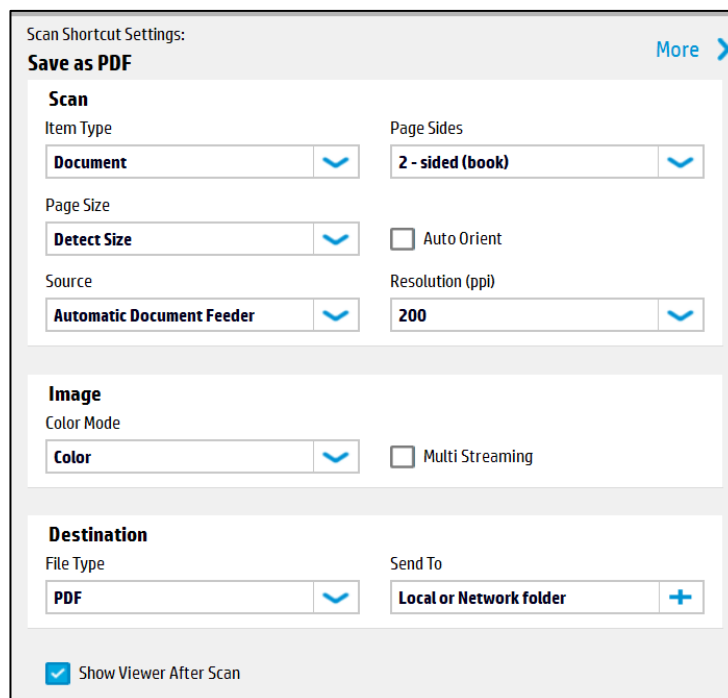 Scan Shortcut Settings:
Save as PDF
More
Scan
Item Type
Page Sides
Document
2 - sided (book)
Page Size
Detect Size
Auto Orient
Source
Resolution (ppi)
Automatic Document Feeder
200
Image
Color Mode
Color
Multi Streaming
Destination
File Type
Send To
PDF
Local or Network folder
Show Viewer After Scan